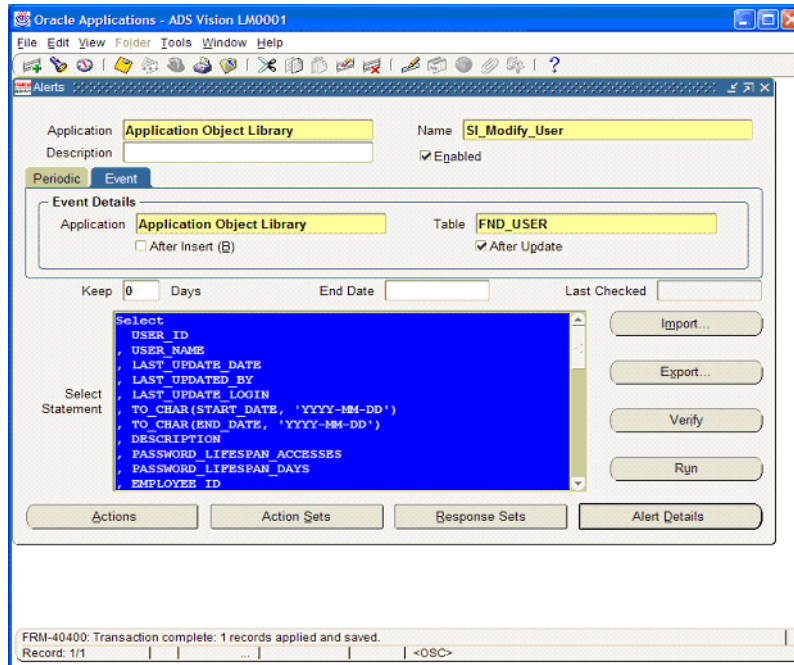 Oracle Applications - ADS Vision LM0001
File Edit View Folder Tools Window Help
Alerts
Application Application Object Library Name SI_Modify_User
Description Enabled
Periodic Event
Event Details
Application Application Object Library Table FND_USER
After Insert (B) After Update
Keep 0 Days End Date Last Checked
Select
USER_ID
, USER_NAME
, LAST_UPDATE_DATE
, LAST_UPDATED_BY
, LAST_UPDATE_LOGIN
, TO_CHAR(START_DATE, 'YYYY-MM-DD')
, TO_CHAR(END_DATE, 'YYYY-MM-DD')
, DESCRIPTION
, PASSWORD_LIFESPAN_ACCESSES
, PASSWORD_LIFESPAN_DAYS
, EMPLOYEE_ID
Select
Statement
Import...
Export...
Verify
Run
Actions Action Sets Response Sets Alert Details
FRM-40400: Transaction complete: 1 records applied and saved.
Record: 1/1 ... <OSC>